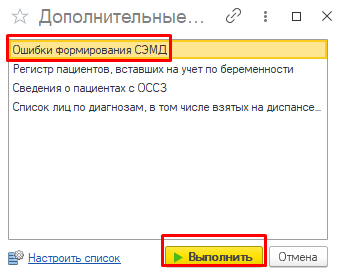 Дополнительные...
Ошибки формирования СЭМД
Регистр пациентов, вставших на учет по беременности
Сведения о пациентах с ОССЗ
Список лиц по диагнозам, в том числе взятых на диспансе...
Настроить список
Выполнить
Отмена